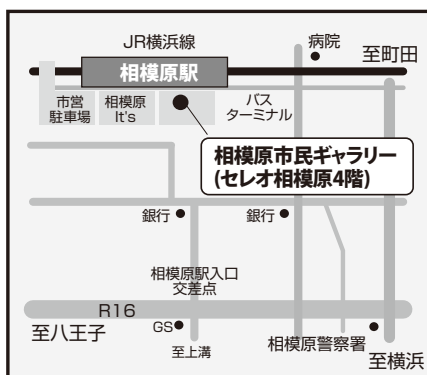 JR横浜線
病院
至町田
相模原駅
市営
駐車場
相模原
It's
バス
ターミナル
相模原市民ギャラリー
(セレオ相模原4階)
銀行
銀行
相模原駅入口
交差点
R16
至八王子
GS
至上溝
相模原警察署
至横浜